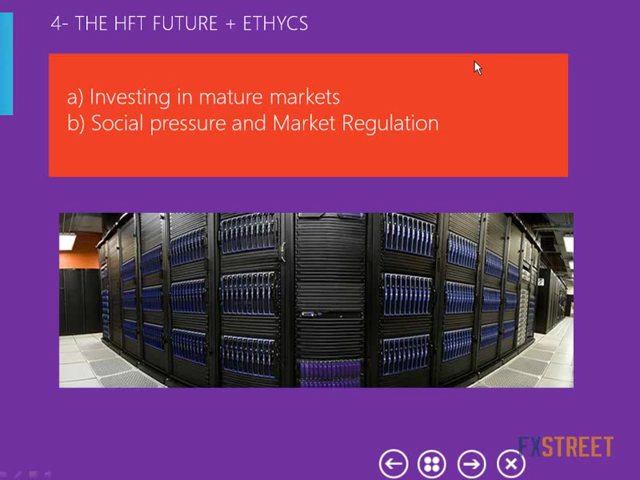 4- THE HFT FUTURE + ETHYCS
a) Investing in mature markets
b) Social pressure and Market Regulation
FXSTREET